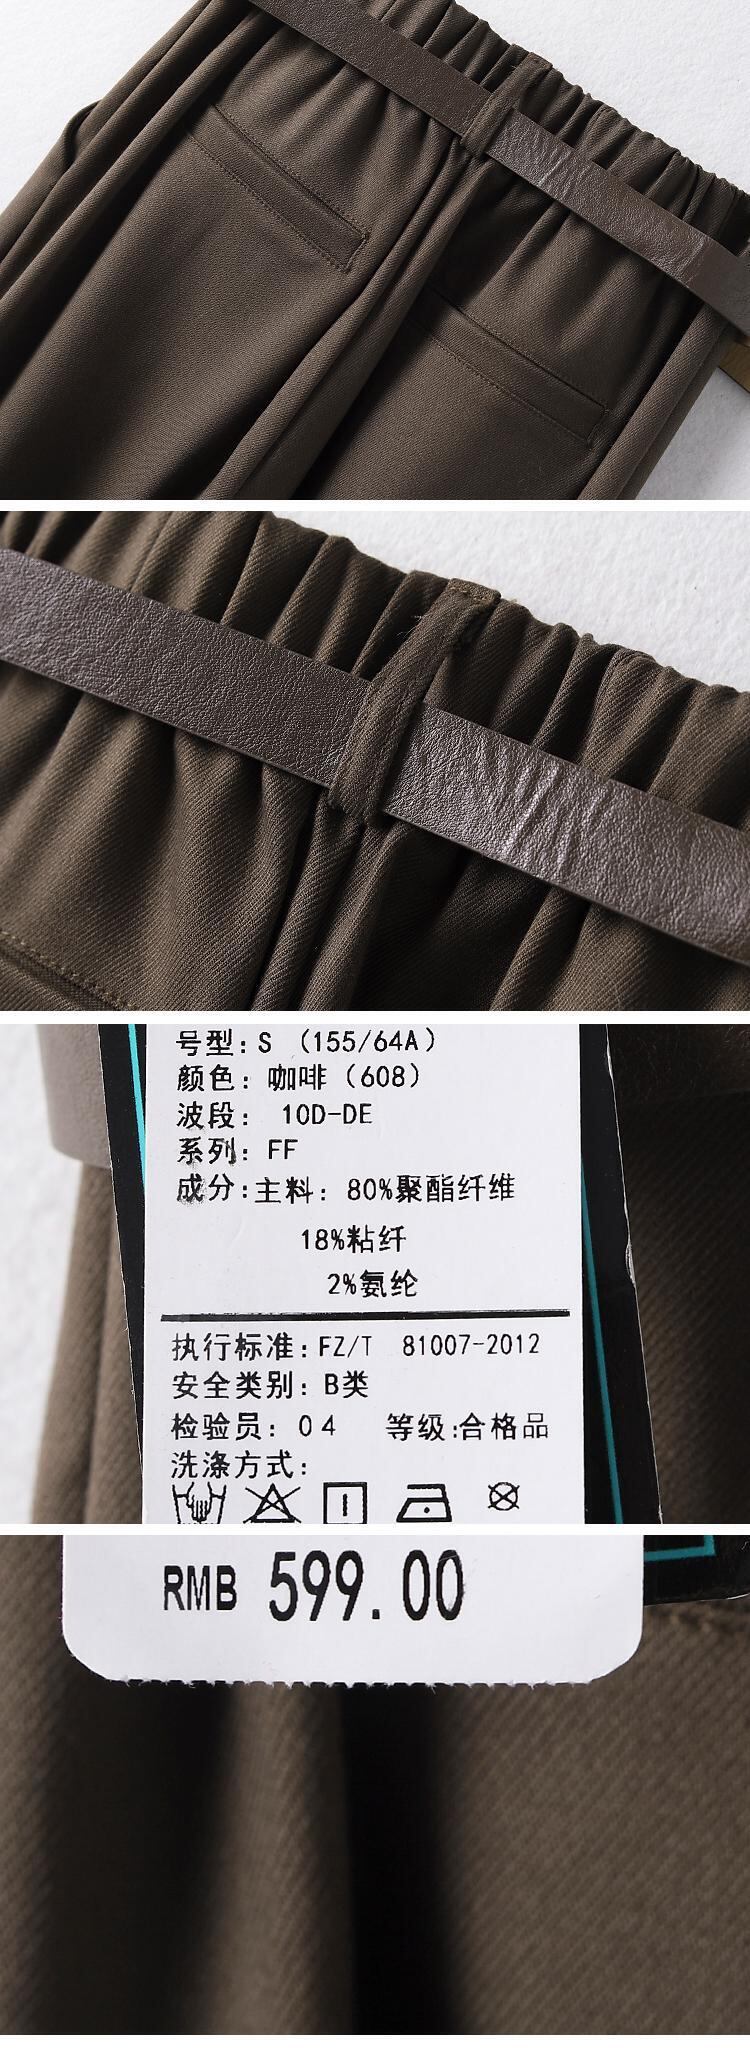 号型:S (155/64A)
颜色: 咖啡 (608)
波段: 10D-DE
系列: FF
成分:主料: 80%聚酯纤维
18%粘纤
2%氨纶
执行标准:FZ/T 81007-2012
安全类别: B类
检验员: 04 等级:合格品
洗涤方式:
RMB 599.00